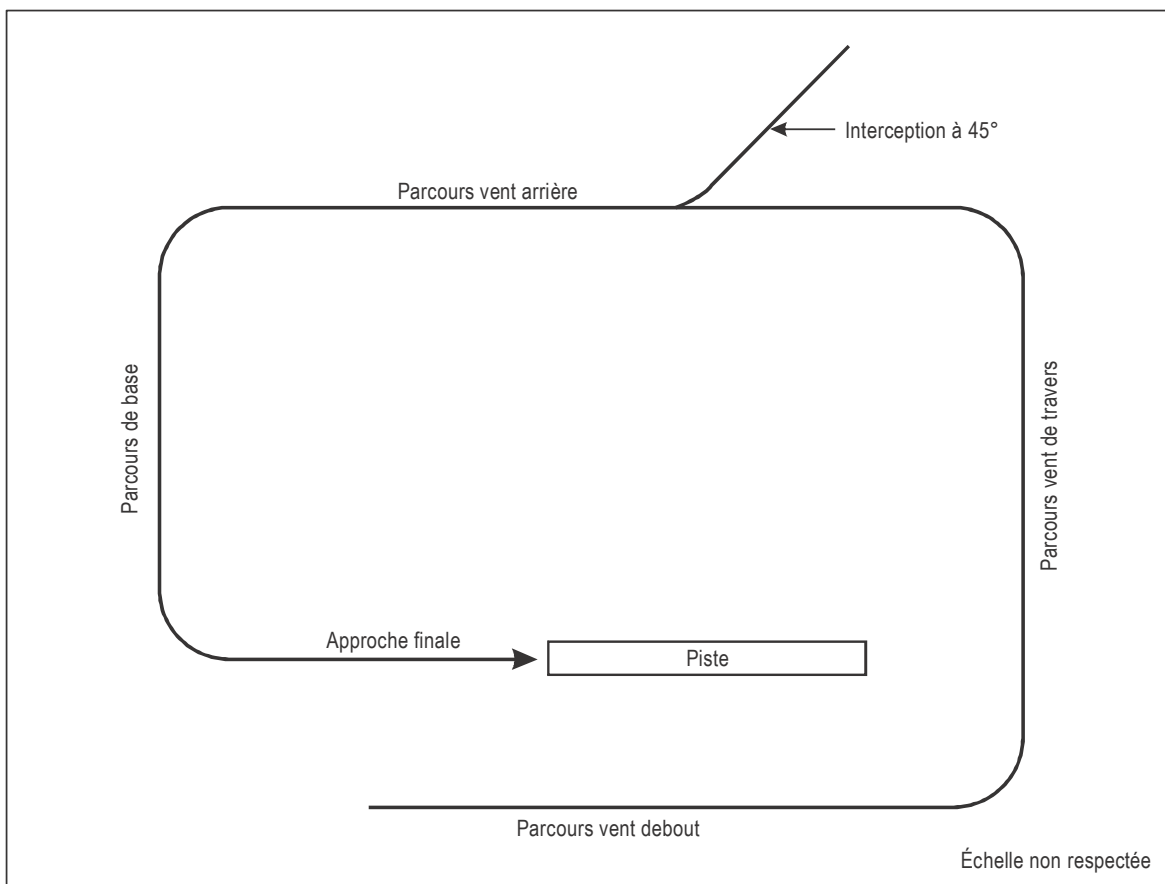 Interception à 45°
Parcours vent arrière
Parcours de base
Parcours vent de travers
Approche finale
Piste
Parcours vent debout
Échelle non respectée